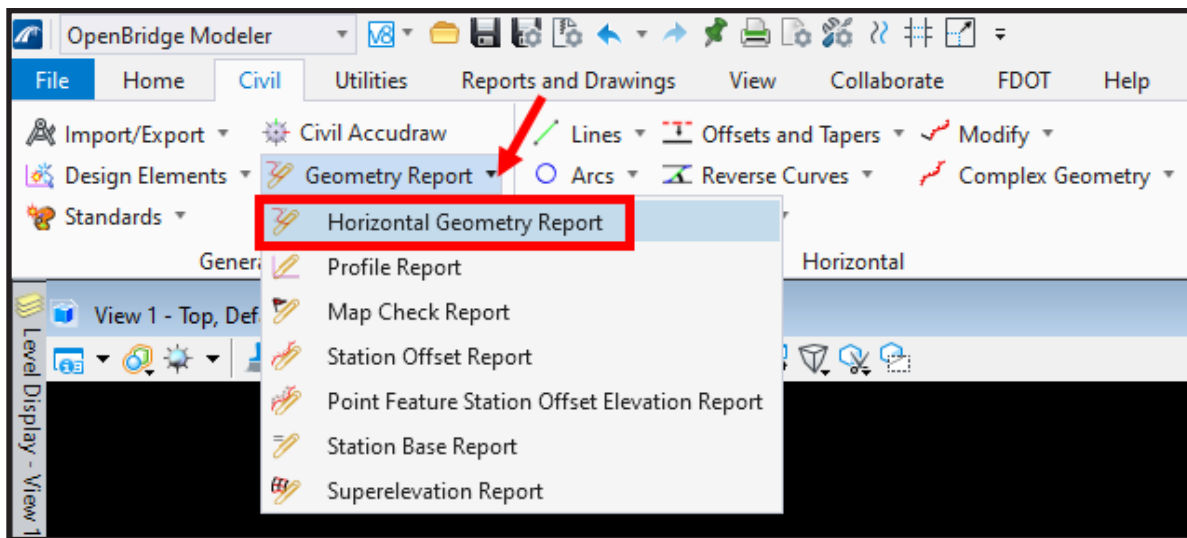 OpenBridge Modeler V8
File Home Civil Utilities Reports and Drawings View Collaborate FDOT Help
Import/Export Civil Accudraw Lines Offsets and Tapers Modify
Design Elements Geometry Report Arcs Reverse Curves Complex Geometry
Standards Horizontal Geometry Report
Gener Horizontal
Profile Report
View 1 - Top, Def
Map Check Report
Station Offset Report
Point Feature Station Offset Elevation Report
Station Base Report
Superelevation Report
Level Display - View 1